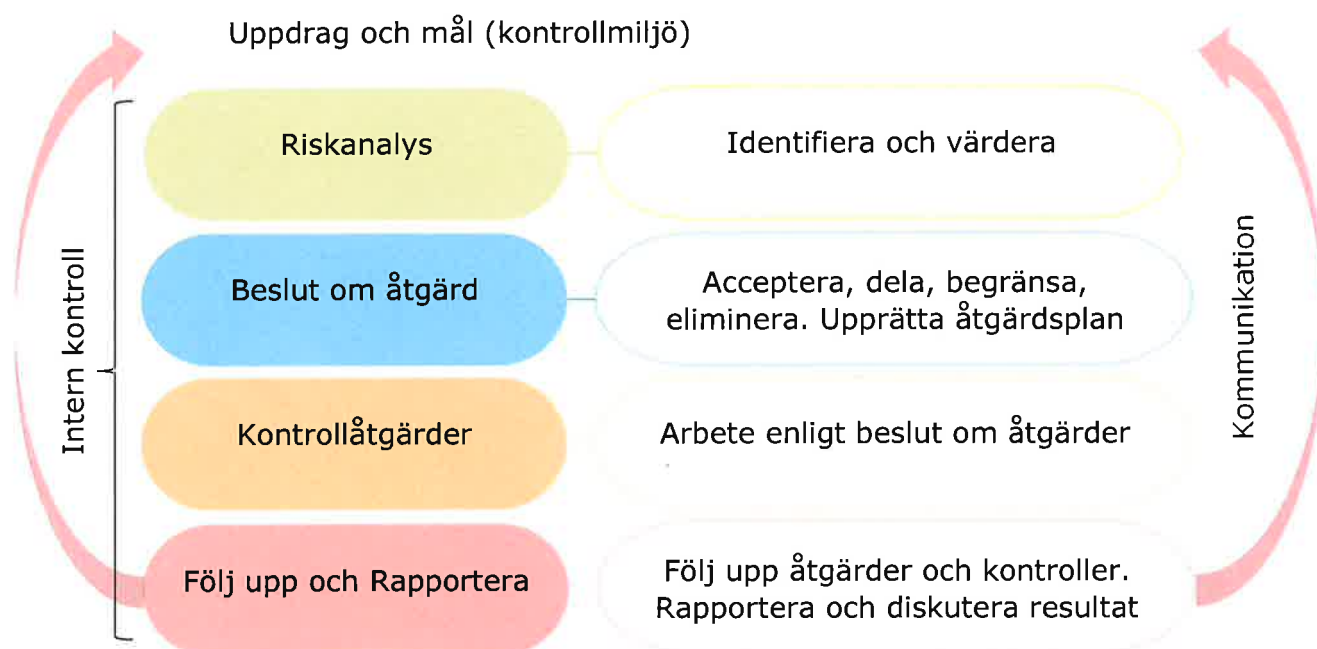 Uppdrag och mål (kontrollmiljö)
Intern kontroll
Riskanalys
Identifiera och värdera
Beslut om åtgärd
Acceptera, dela, begränsa,
eliminera. Upprätta åtgärdsplan
Kontrollåtgärder
Arbete enligt beslut om åtgärder
Följ upp och Rapportera
Följ upp åtgärder och kontroller.
Rapportera och diskutera resultat
Kommunikation